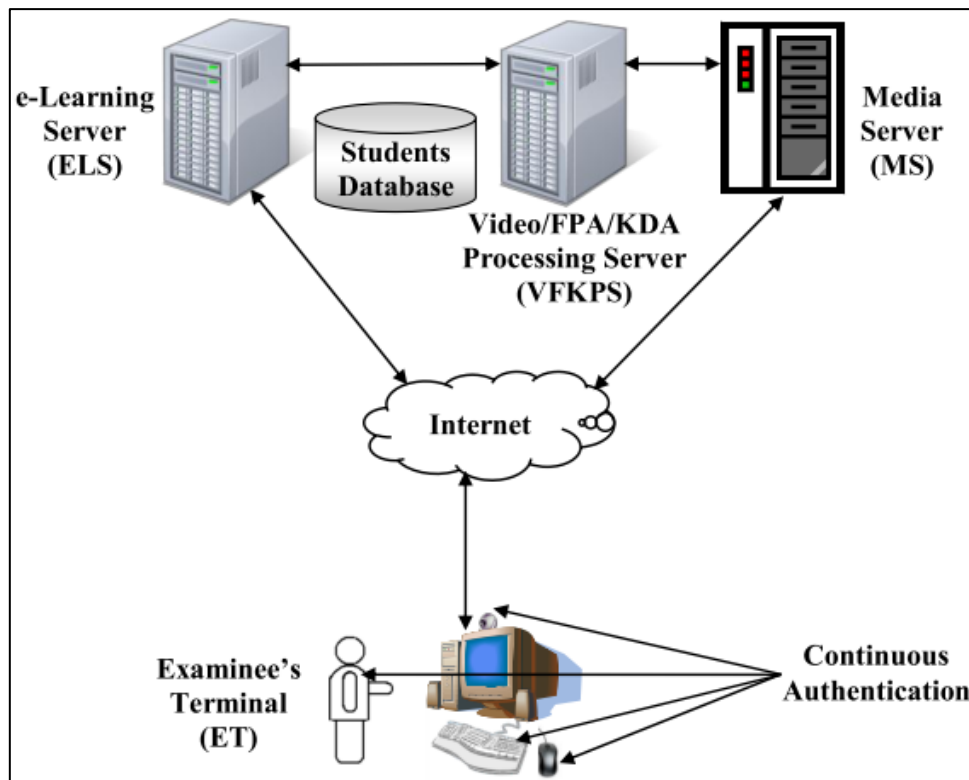 e-Learning
Server
(ELS)
Students
Database
Video/FPA/KDA
Processing Server
(VFKPS)
Media
Server
(MS)
Internet
Examinee's
Terminal
(ET)
Continuous
Authentication